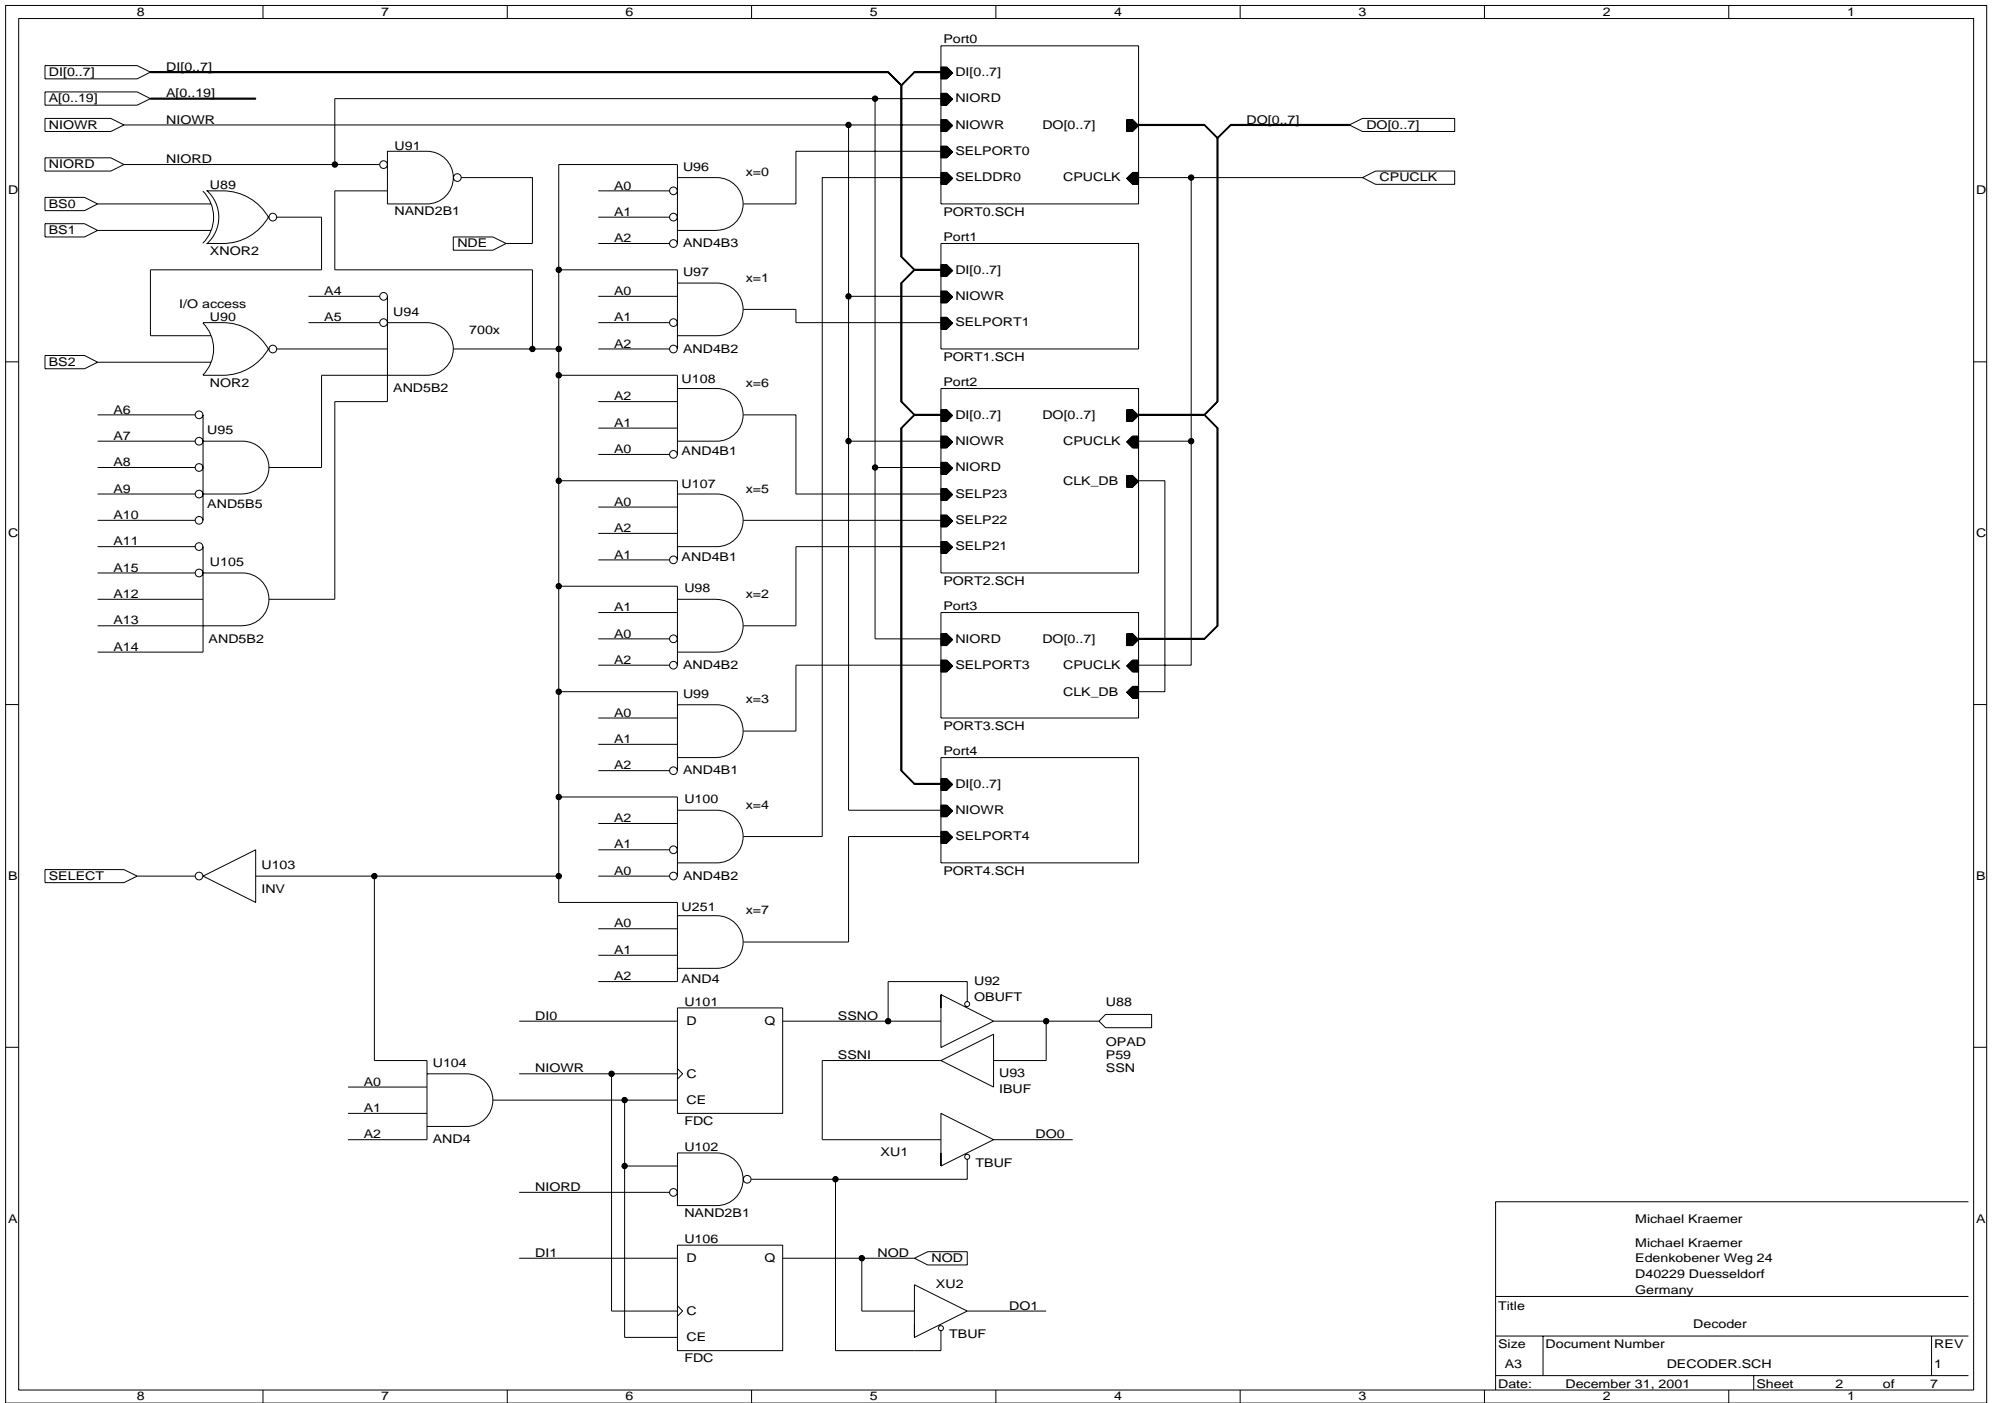 8 7 6 5 4 3 2 1
D
C
B
A
D
C
B
A
DI[0..7] DI[0..7]
A[0..19] A[0..19]
NIOWR NIOWR
NIORD NIORD
BS0
BS1
U89
XNOR2
U91
NAND2B1
NDE
I/O access
U90
NOR2
BS2
A4
A5
U94
AND5B2
700x
A6
A7
A8
A9
A10
U95
AND5B5
A11
A15
A12
A13
A14
U105
AND5B2
U96
x=0
A0
A1
A2
AND4B3
U97
x=1
A0
A1
A2
AND4B2
U108
x=6
A2
A1
A0
AND4B1
U107
x=5
A0
A2
A1
AND4B1
U98
x=2
A1
A0
A2
AND4B2
U99
x=3
A0
A1
A2
AND4B1
U100
x=4
A2
A1
A0
AND4B2
U251
x=7
A0
A1
A2
AND4
Port0
DI[0..7]
NIORD
NIOWR DO[0..7]
SELPORT0
SELDDR0 CPUCLK
PORT0.SCH
DO[0..7] DO[0..7]
CPUCLK
Port1
DI[0..7]
NIOWR
SELPORT1
PORT1.SCH
Port2
DI[0..7] DO[0..7]
NIOWR CPUCLK
NIORD
CLK_DB
SELP23
SELP22
SELP21
PORT2.SCH
Port3
NIORD DO[0..7]
SELPORT3 CPUCLK
CLK_DB
PORT3.SCH
Port4
DI[0..7]
NIOWR
SELPORT4
PORT4.SCH
SELECT
U103
INV
U104
A0
A1
A2
AND4
U101
DI0 D Q
NIOWR C
CE
FDC
SSNO
U92
OBUFT
U88
OPAD
P59
SSN
SSNI
U93
IBUF
XU1
TBUF
DO0
U102
NIORD
NAND2B1
U106
DI1 D Q
C
CE
FDC
NOD NOD
XU2
TBUF
DO1
Michael Kraemer
Michael Kraemer
Edenkobener Weg 24
D40229 Duesseldorf
Germany
Title
Decoder
Size Document Number REV
A3 DECODER.SCH 1
Date: December 31, 2001 Sheet 2 of 7
8 7 6 5 4 3 2 1